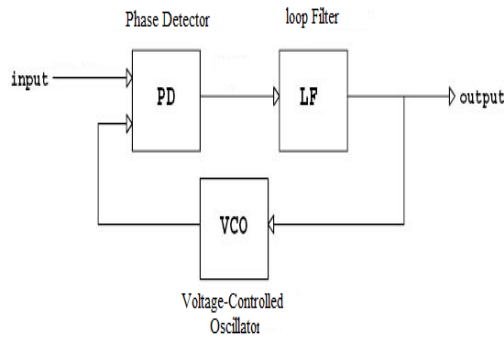 Phase Detector
loop Filter
input
PD
LF
output
VCO
Voltage-Controlled
Oscillator